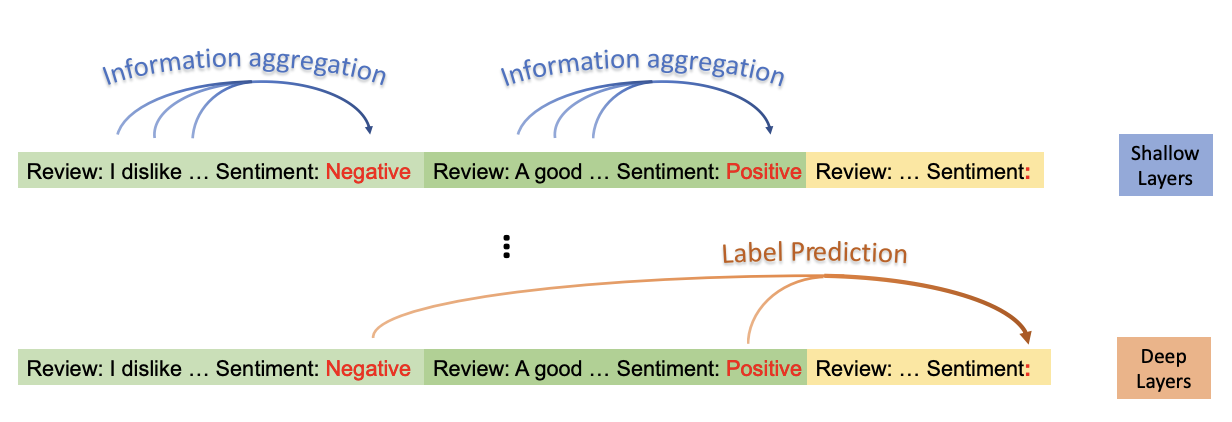 Information aggregation
Information aggregation
Review: I dislike … Sentiment: Negative
Review: A good … Sentiment: Positive
Review: … Sentiment:
Shallow
Layers
Label Prediction
Review: I dislike … Sentiment: Negative
Review: A good … Sentiment: Positive
Review: … Sentiment:
Deep
Layers